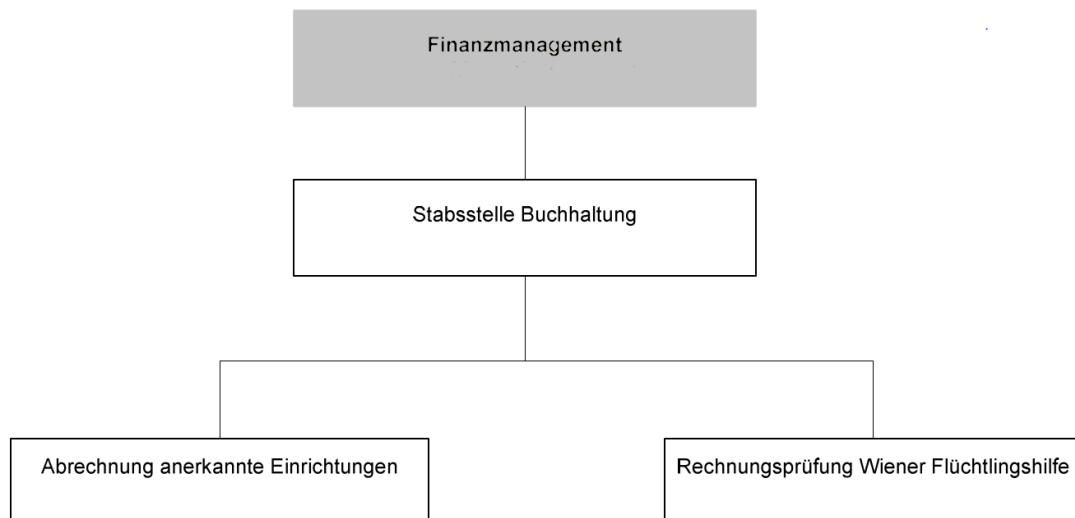 Finanzmanagement
Stabsstelle Buchhaltung
Abrechnung anerkannte Einrichtungen
Rechnungsprüfung Wiener Flüchtlingshilfe